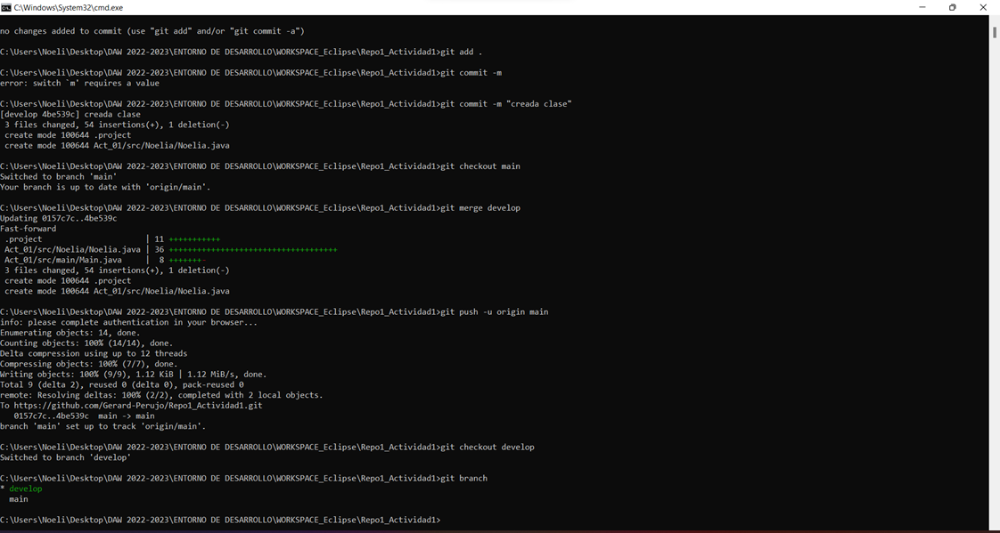 C:\Windows\System32\cmd.exe
no changes added to commit (use "git add" and/or "git commit -a")
C:\Users\Noeli\Desktop\DAW 2022-2023\ENTORNO DE DESARROLLO\WORKSPACE_Eclipse\Repo1_Actividad1>git add .
C:\Users\Noeli\Desktop\DAW 2022-2023\ENTORNO DE DESARROLLO\WORKSPACE_Eclipse\Repo1_Actividad1>git commit -m
error: switch `m' requires a value
C:\Users\Noeli\Desktop\DAW 2022-2023\ENTORNO DE DESARROLLO\WORKSPACE_Eclipse\Repo1_Actividad1>git commit -m "creada clase"
[develop 4be539c] creada clase
 3 files changed, 54 insertions(+), 1 deletion(-)
 create mode 100644 .project
 create mode 100644 Act_01/src/Noelia/Noelia.java
C:\Users\Noeli\Desktop\DAW 2022-2023\ENTORNO DE DESARROLLO\WORKSPACE_Eclipse\Repo1_Actividad1>git checkout main
Switched to branch 'main'
Your branch is up to date with 'origin/main'.
C:\Users\Noeli\Desktop\DAW 2022-2023\ENTORNO DE DESARROLLO\WORKSPACE_Eclipse\Repo1_Actividad1>git merge develop
Updating 0157c7c..4be539c
Fast-forward
 .project                      | 11 +++++++++++
 Act_01/src/Noelia/Noelia.java | 36 ++++++++++++++++++++++++++++++++++++
 Act_01/src/main/Main.java     |  8 +++++++-
 3 files changed, 54 insertions(+), 1 deletion(-)
 create mode 100644 .project
 create mode 100644 Act_01/src/Noelia/Noelia.java
C:\Users\Noeli\Desktop\DAW 2022-2023\ENTORNO DE DESARROLLO\WORKSPACE_Eclipse\Repo1_Actividad1>git push -u origin main
info: please complete authentication in your browser...
Enumerating objects: 14, done.
Counting objects: 100% (14/14), done.
Delta compression using up to 12 threads
Compressing objects: 100% (7/7), done.
Writing objects: 100% (9/9), 1.12 KiB | 1.12 MiB/s, done.
Total 9 (delta 2), reused 0 (delta 0), pack-reused 0
remote: Resolving deltas: 100% (2/2), completed with 2 local objects.
To https://github.com/Gerard-Perujo/Repo1_Actividad1.git
   0157c7c..4be539c  main -> main
branch 'main' set up to track 'origin/main'.
C:\Users\Noeli\Desktop\DAW 2022-2023\ENTORNO DE DESARROLLO\WORKSPACE_Eclipse\Repo1_Actividad1>git checkout develop
Switched to branch 'develop'
C:\Users\Noeli\Desktop\DAW 2022-2023\ENTORNO DE DESARROLLO\WORKSPACE_Eclipse\Repo1_Actividad1>git branch
* develop
  main
C:\Users\Noeli\Desktop\DAW 2022-2023\ENTORNO DE DESARROLLO\WORKSPACE_Eclipse\Repo1_Actividad1>